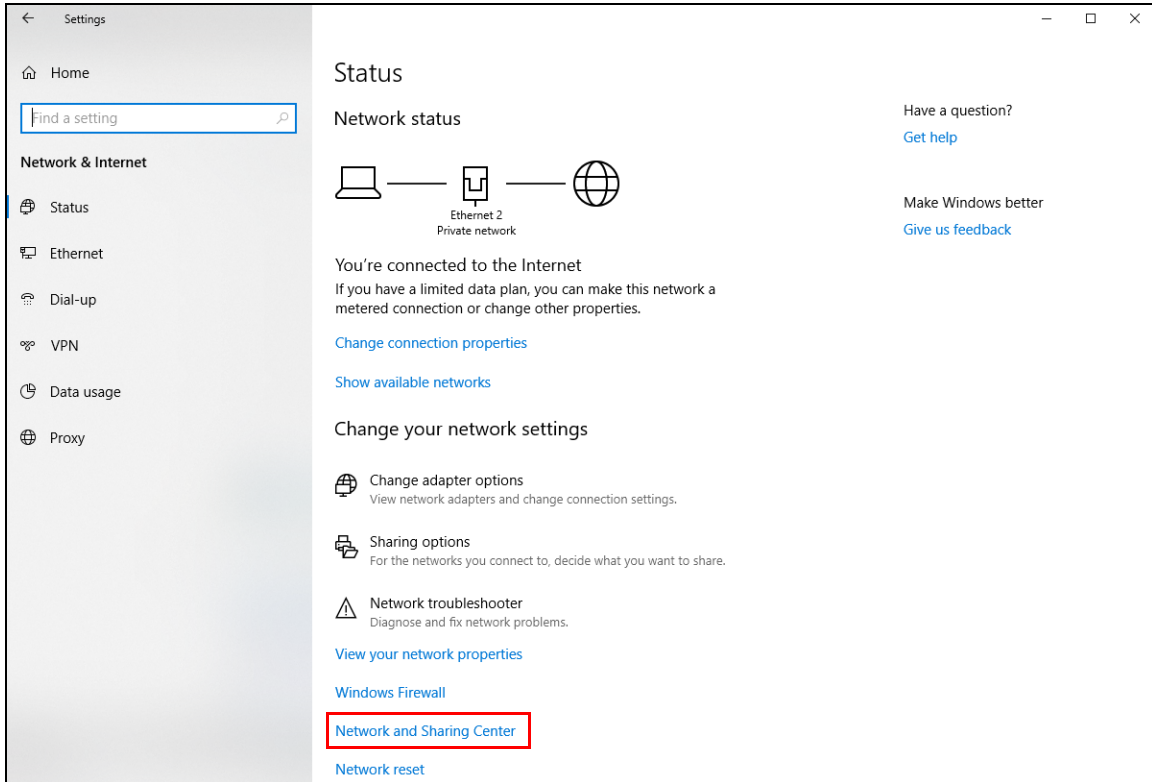 Settings
Home
Find a setting
Network & Internet
Status
Ethernet
Dial-up
VPN
Data usage
Proxy
Status
Network status
Ethernet 2
Private network
You're connected to the Internet
If you have a limited data plan, you can make this network a
metered connection or change other properties.
Change connection properties
Show available networks
Change your network settings
Change adapter options
View network adapters and change connection settings.
Sharing options
For the networks you connect to, decide what you want to share.
Network troubleshooter
Diagnose and fix network problems.
View your network properties
Windows Firewall
Network and Sharing Center
Network reset
Have a question?
Get help
Make Windows better
Give us feedback